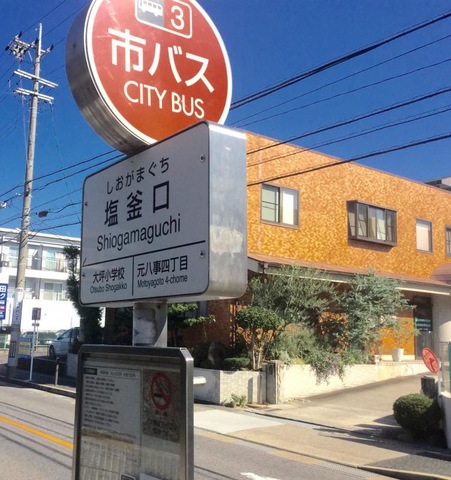 3
市バス
CITY BUS
しおがまぐち
塩釜口
Shiogamaguchi
大坪小学校
Otsubo Shogakko
元八事四丁目
Motoyagoto 4-chome